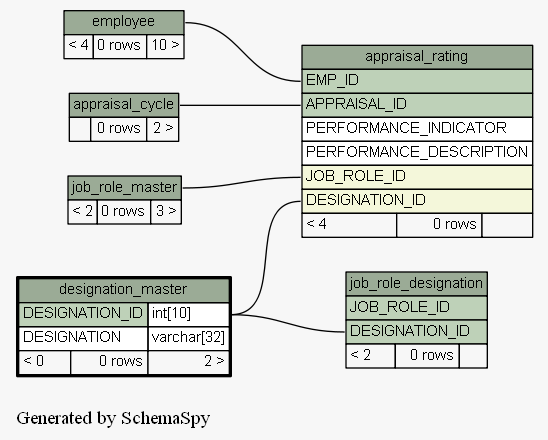 employee
< 4 0 rows 10 >
appraisal_rating
EMP_ID
APPRAISAL_ID
PERFORMANCE_INDICATOR
PERFORMANCE_DESCRIPTION
JOB_ROLE_ID
DESIGNATION_ID
< 4 0 rows
appraisal_cycle
0 rows 2 >
job_role_master
< 2 0 rows 3 >
designation_master
DESIGNATION_ID int[10]
DESIGNATION varchar[32]
< 0 0 rows 2 >
job_role_designation
JOB_ROLE_ID
DESIGNATION_ID
< 2 0 rows
Generated by SchemaSpy